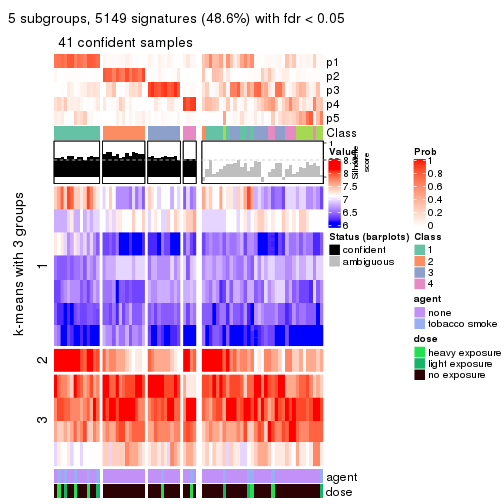 5 subgroups, 5149 signatures (48.6%) with fdr < 0.05
41 confident samples
p1
p2
p3
p4
p5
Class
1
Silhouette
score
Value
8.5
8
7.5
7
6.5
6
Prob
1
0.8
0.6
0.4
0.2
0
Status (barplots)
confident
ambiguous
Class
1
2
3
4
agent
none
tobacco smoke
dose
heavy exposure
light exposure
no exposure
k-means with 3 groups
1
2
3
agent
dose